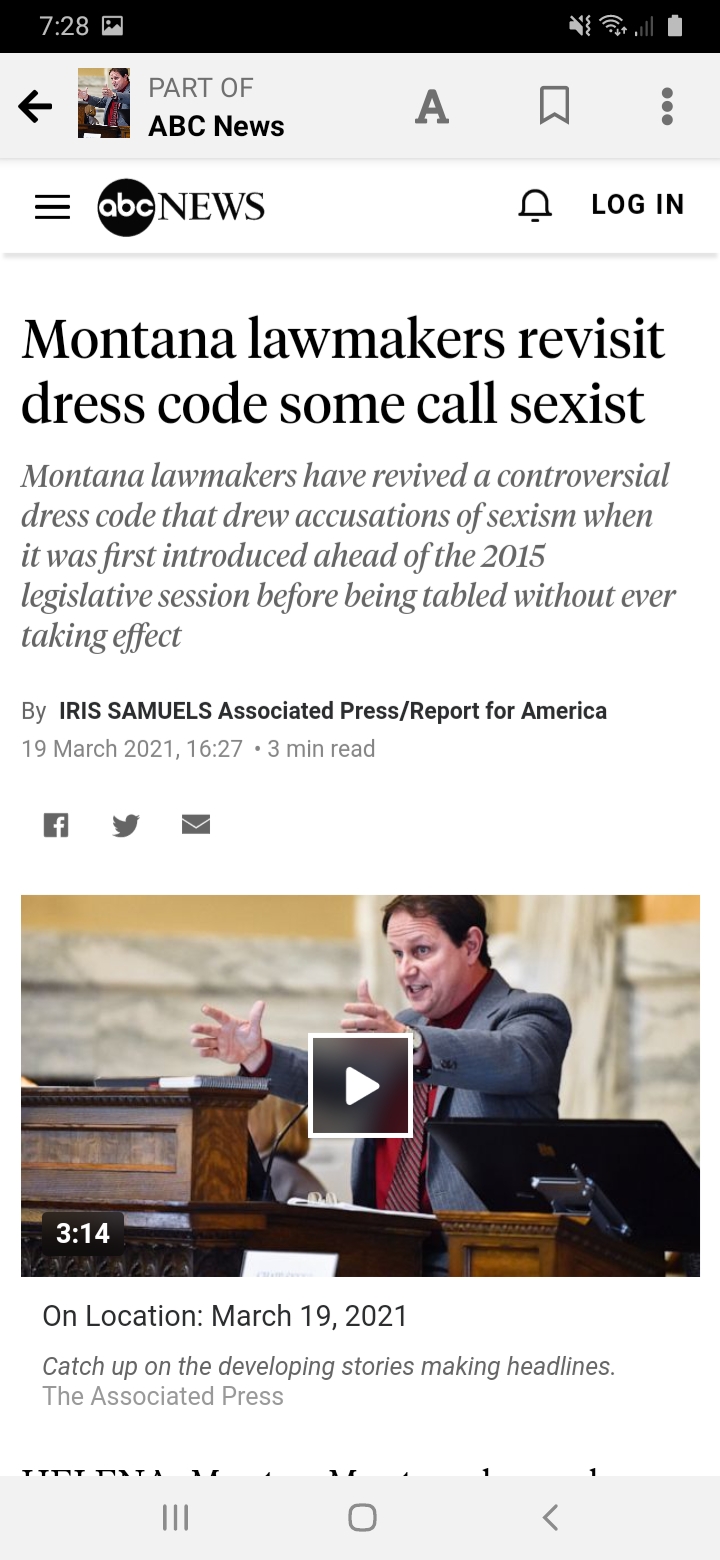 7:28
PART OF
ABC News
A
abc NEWS
LOG IN
Montana lawmakers revisit
dress code some call sexist
Montana lawmakers have revived a controversial
dress code that drew accusations of sexism when
it was first introduced ahead of the 2015
legislative session before being tabled without ever
taking effect
By IRIS SAMUELS Associated Press/Report for America
19 March 2021, 16:27 • 3 min read
3:14
On Location: March 19, 2021
Catch up on the developing stories making headlines.
The Associated Press